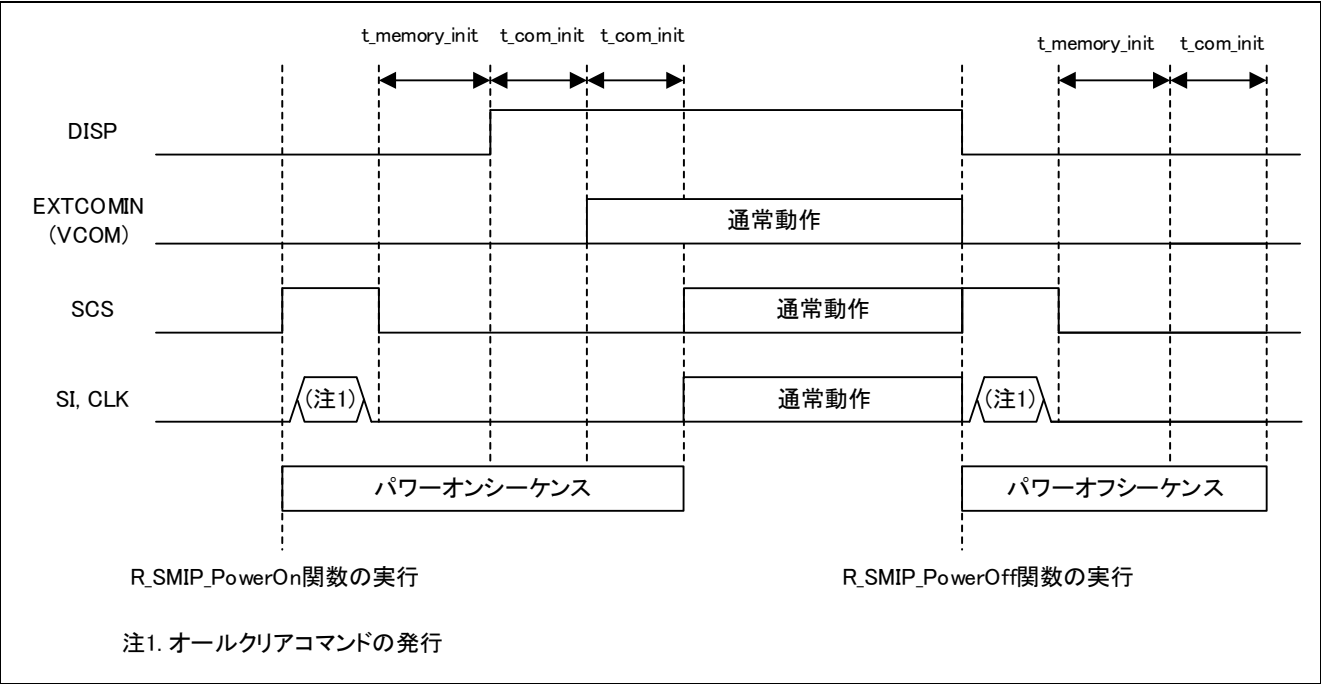 t_memory_init t_com_init t_com_init
t_memory_init t_com_init
DISP
EXTCOMIN
(VCOM)
通常動作
SCS
通常動作
SI, CLK
(注1)
通常動作
(注1)
パワーオンシーケンス
パワーオフシーケンス
R_SMIP_PowerOn関数の実行
R_SMIP_PowerOff関数の実行
注1. オールクリアコマンドの発行